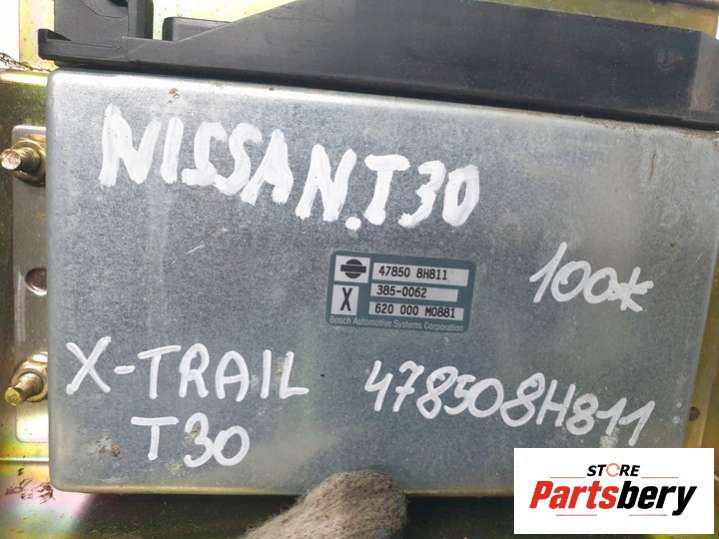 NISSAN.T30
47850 8H811
385-0062
X
620 000 M0881
Bosch Automotive Systems Corporation
100k
X-TRAIL
T30
478508H811
STORE
Partsbery